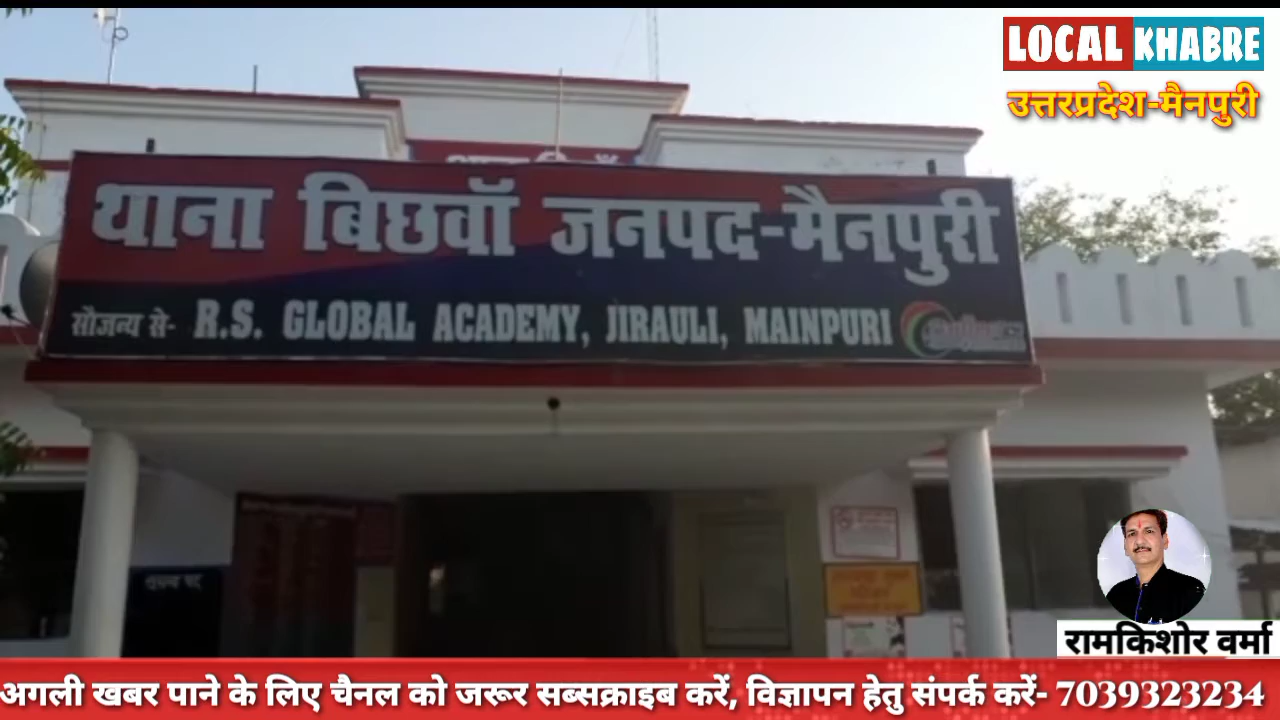 LOCAL KHABRE
उत्तरप्रदेश-मैनपुरी
थाना बिछवॉ जनपद-मैनपुरी
सौजन्य से- R.S. GLOBAL ACADEMY, JIRAULI, MAINPURI
रामकिशोर वर्मा
अगली खबर पाने के लिए चैनल को जरूर सब्सक्राइब करें, विज्ञापन हेतु संपर्क करें- 7039323234